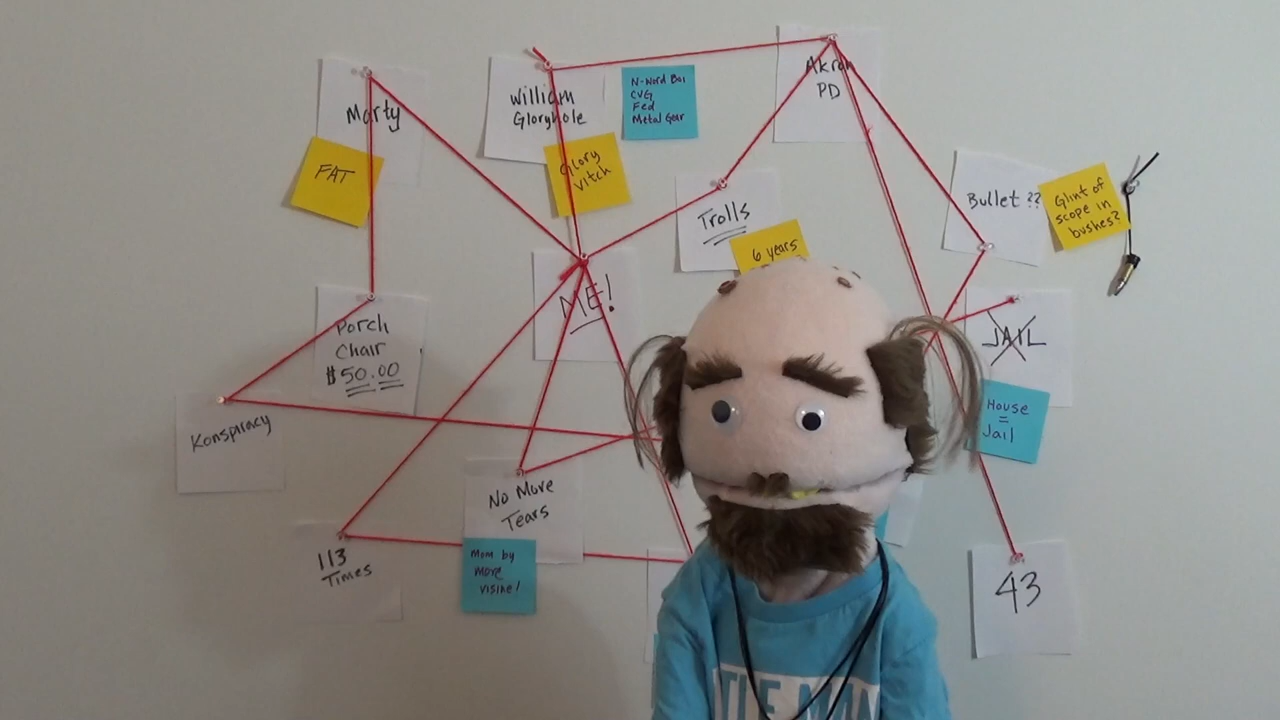 Marty
FAT
William
Gloryhole
N-Word Boi
CVG
Fed
Metal Gear
Glory
vitch
Akron
PD
Trolls
6 years
Bullet ??
Glint of
scope in
bushes?
ME!
Porch
Chair
$50.00
JAIL
House
=
Jail
Konspiracy
No More
Tears
Mom by
more
visine!
113
Times
43